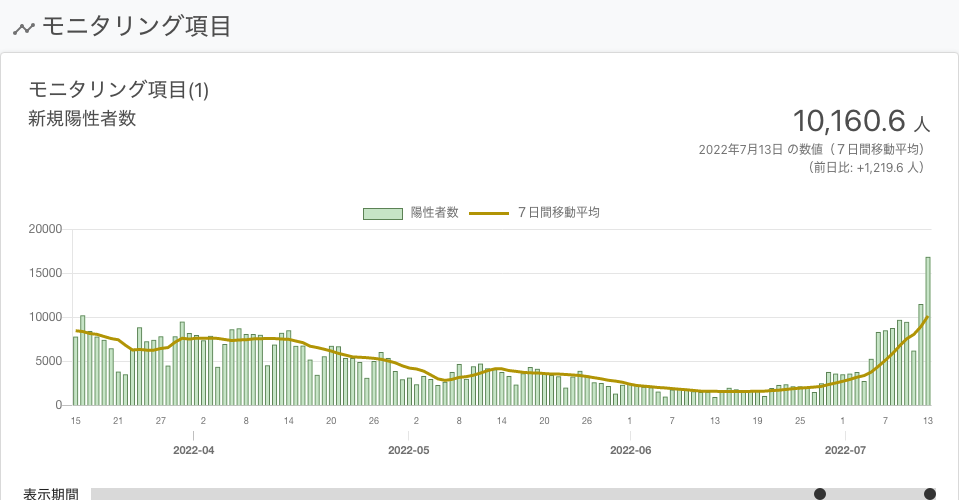 モニタリング項目
モニタリング項目(1)
新規陽性者数
10,160.6 人
2022年7月13日 の数値（７日間移動平均）
（前日比: +1,219.6 人）
陽性者数 ７日間移動平均
20000
15000
10000
5000
0
15 21 27 2 8 14 20 26 2 8 14 20 26 1 7 13 19 25 1 7 13
2022-04 2022-05 2022-06 2022-07
表示期間